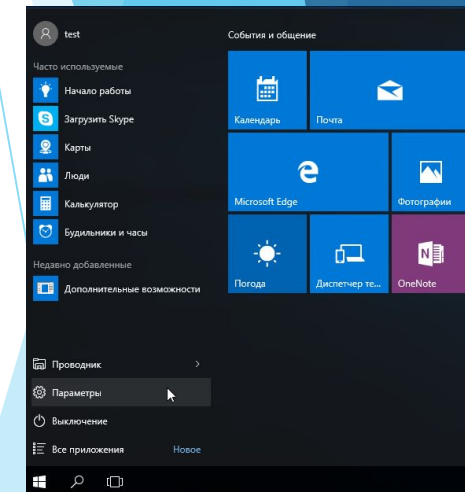 test
События и общение
Часто используемые
Начало работы
Загрузить Skype
Карты
Люди
Калькулятор
Будильники и часы
Недавно добавленные
Дополнительные возможности
Проводник
Параметры
Выключение
Все приложения Новое
Календарь Почта
Microsoft Edge Фотографии
Погода Диспетчер те... OneNote